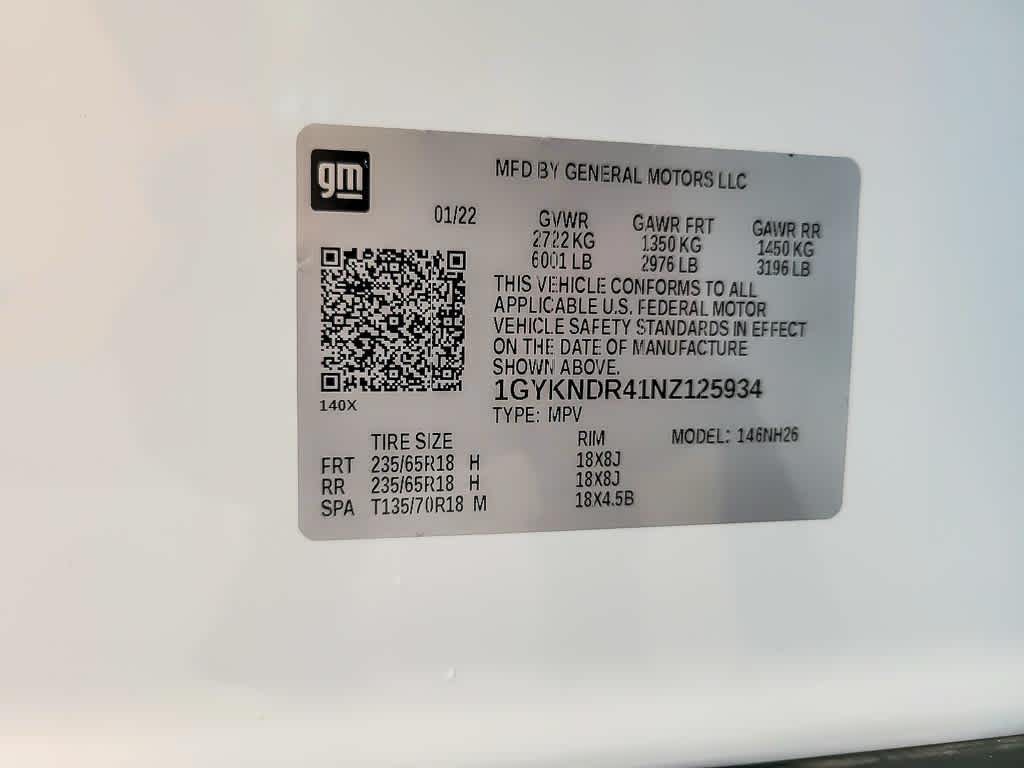 gm
MFD BY GENERAL MOTORS LLC
01/22 GVWR GAWR FRT GAWR RR
2722 KG 1350 KG 1450 KG
6001 LB 2976 LB 3196 LB
THIS VEHICLE CONFORMS TO ALL
APPLICABLE U.S. FEDERAL MOTOR
VEHICLE SAFETY STANDARDS IN EFFECT
ON THE DATE OF MANUFACTURE
SHOWN ABOVE.
1GYKNDR41NZ125934
140X
TYPE: MPV
TIRE SIZE RIM MODEL: 146NH26
FRT 235/65R18 H 18X8J
RR 235/65R18 H 18X8J
SPA T135/70R18 M 18X4.5B